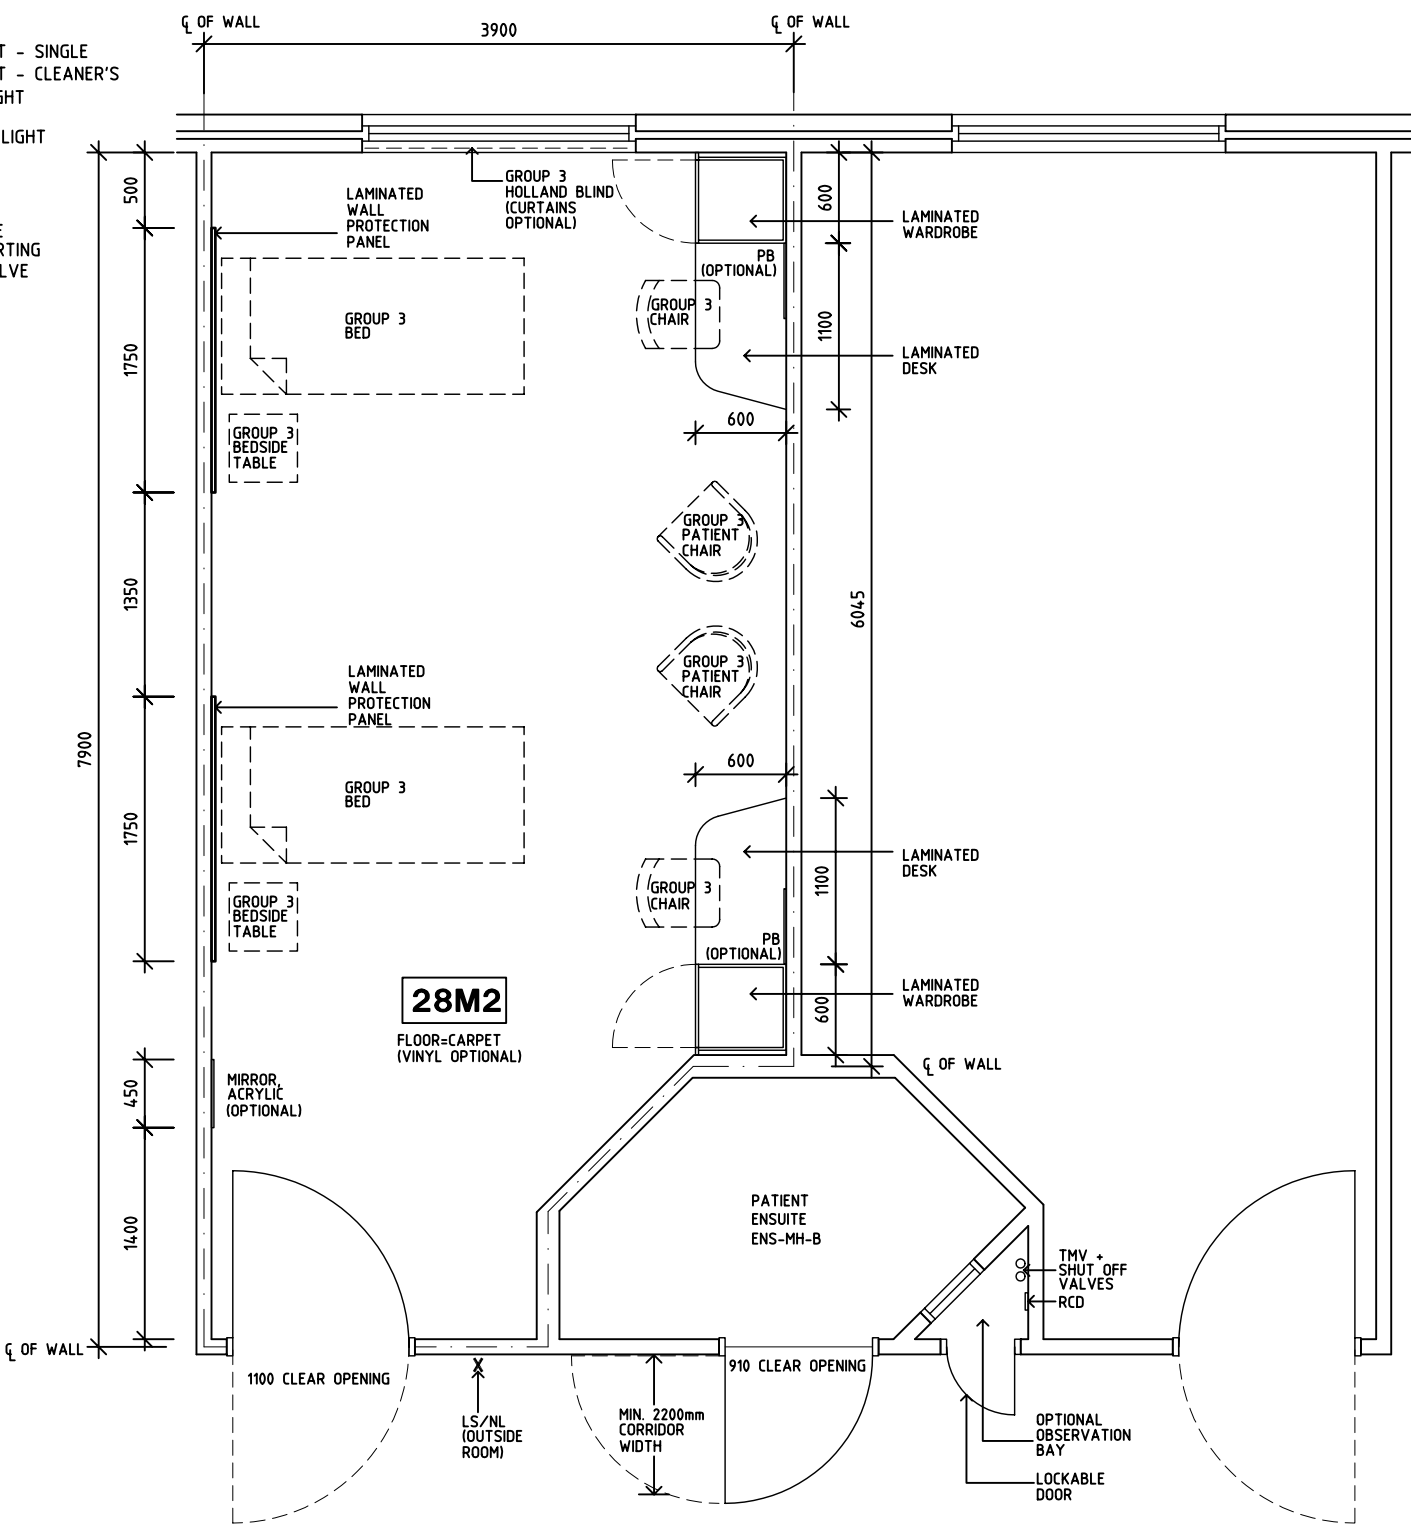 ℄ OF WALL
3900
℄ OF WALL
T - SINGLE
T - CLEANER'S
GHT
LIGHT
E
RTING
LVE
500
LAMINATED
WALL
PROTECTION
PANEL
GROUP 3
HOLLAND BLIND
(CURTAINS
OPTIONAL)
600
LAMINATED
WARDROBE
PB
(OPTIONAL)
GROUP 3
BED
GROUP 3
CHAIR
1100
1750
LAMINATED
DESK
600
GROUP 3
BEDSIDE
TABLE
GROUP 3
PATIENT
CHAIR
1350
6045
GROUP 3
PATIENT
CHAIR
LAMINATED
WALL
PROTECTION
PANEL
7900
600
GROUP 3
BED
1750
LAMINATED
DESK
1100
GROUP 3
CHAIR
GROUP 3
BEDSIDE
TABLE
PB
(OPTIONAL)
28M2
LAMINATED
WARDROBE
600
FLOOR=CARPET
(VINYL OPTIONAL)
℄ OF WALL
450
MIRROR,
ACRYLIC
(OPTIONAL)
1400
PATIENT
ENSUITE
ENS-MH-B
TMV +
SHUT OFF
VALVES
RCD
℄ OF WALL
1100 CLEAR OPENING
X
910 CLEAR OPENING
LS/NL
(OUTSIDE
ROOM)
MIN. 2200mm
CORRIDOR
WIDTH
OPTIONAL
OBSERVATION
BAY
LOCKABLE
DOOR